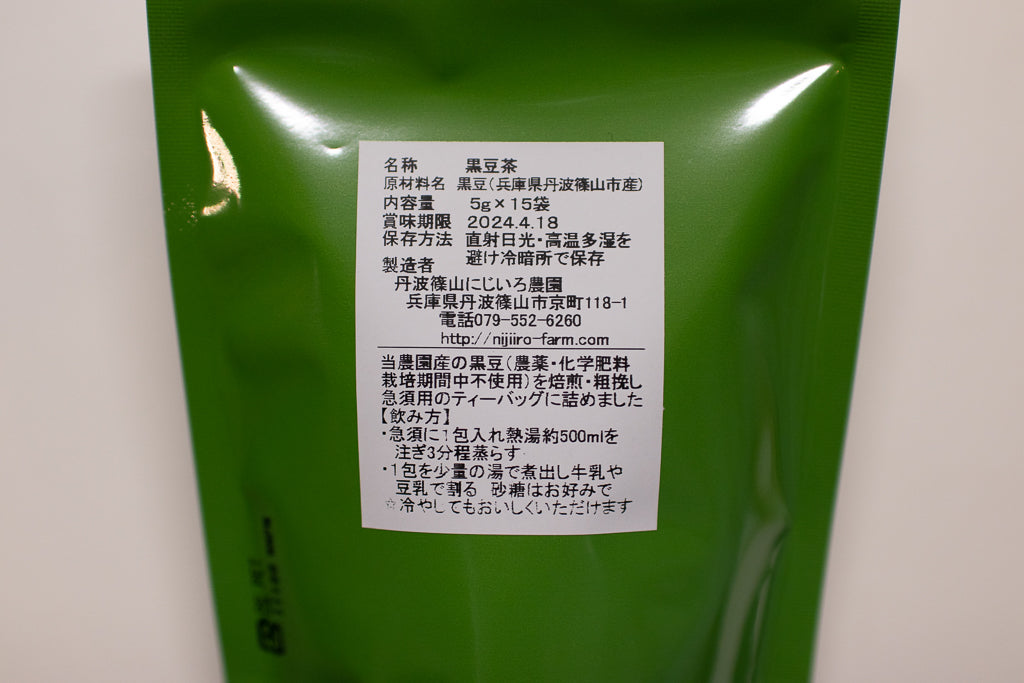 名称 黒豆茶
原材料名 黒豆(兵庫県丹波篠山市産)
内容量 5g×15袋
賞味期限 2024.4.18
保存方法 直射日光・高温多湿を
避け冷暗所で保存
製造者
丹波篠山にじいろ農園
兵庫県丹波篠山市京町118-1
電話079-552-6260
http://nijiiro-farm.com
当農園産の黒豆(農薬・化学肥料
栽培期間中不使用)を焙煎・粗挽し
急須用のティーバッグに詰めました
【飲み方】
・急須に1包入れ熱湯約500mlを
注ぎ3分程蒸らす
・1包を少量の湯で煮出し牛乳や
豆乳で割る 砂糖はお好みで
☆冷やしてもおいしくいただけます